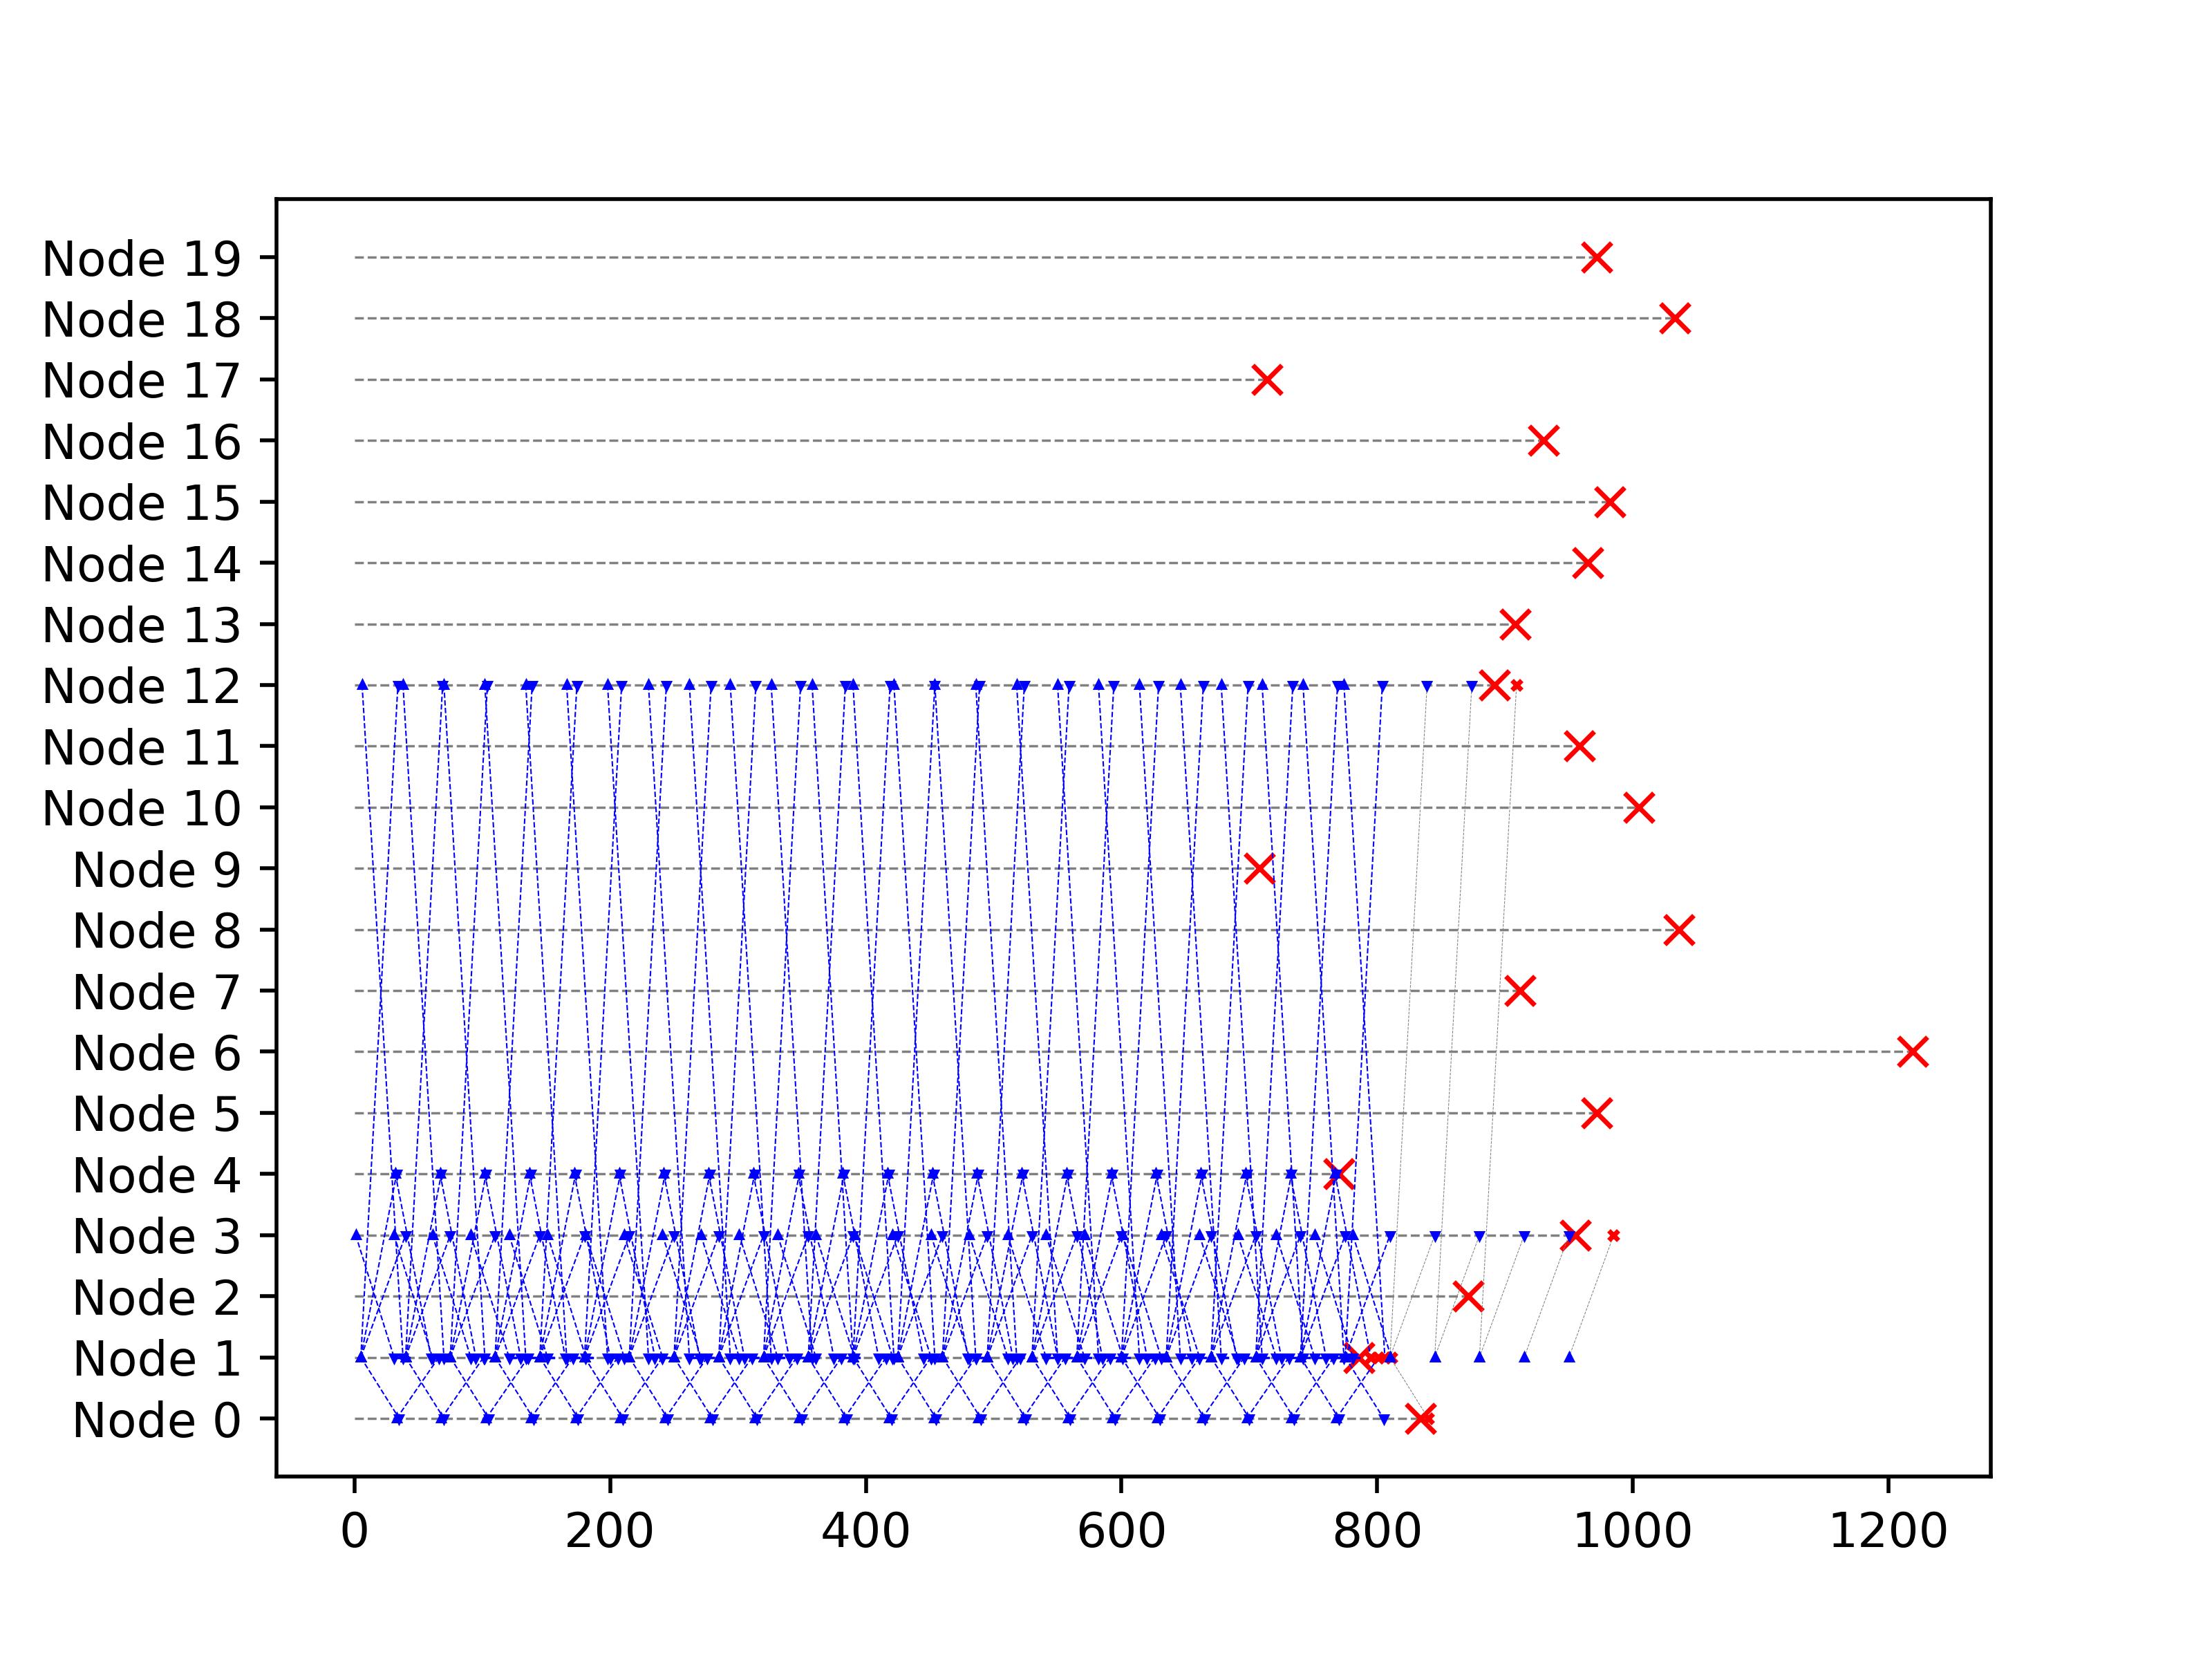 Node 19
Node 18
Node 17
Node 16
Node 15
Node 14
Node 13
Node 12
Node 11
Node 10
Node 9
Node 8
Node 7
Node 6
Node 5
Node 4
Node 3
Node 2
Node 1
Node 0
0 200 400 600 800 1000 1200